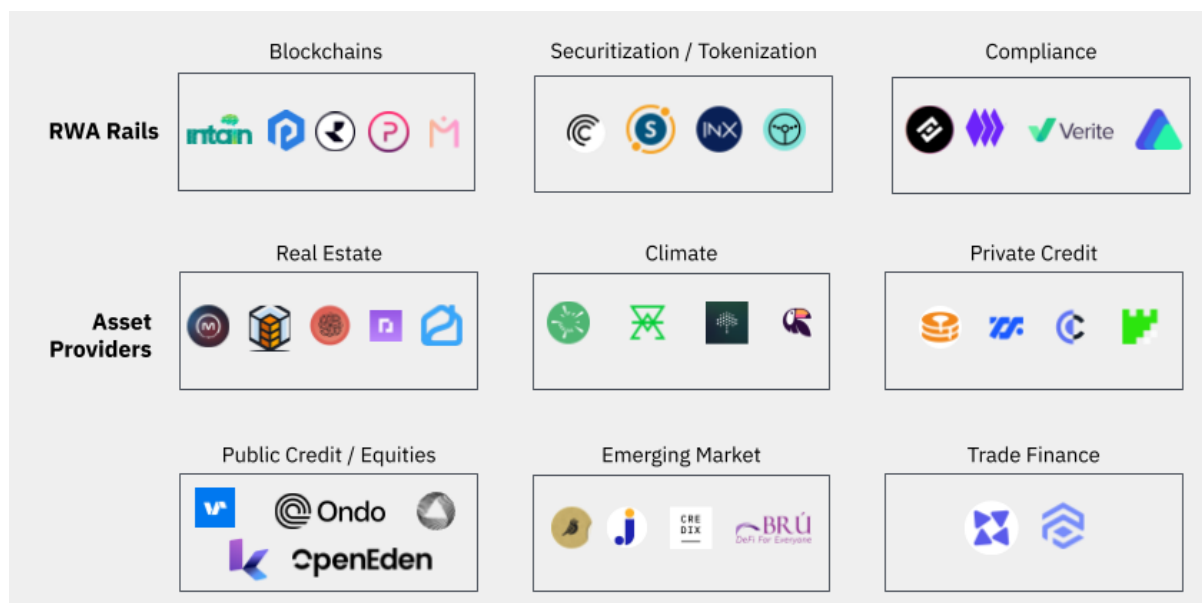 Blockchains
Securitization / Tokenization
Compliance
RWA Rails
intain
S
INX
Verite
Real Estate
Climate
Private Credit
Asset
Providers
Public Credit / Equities
Emerging Market
Trade Finance
Ondo
OpenEden
CRE
DIX
BRÚ
DeFi For Everyone